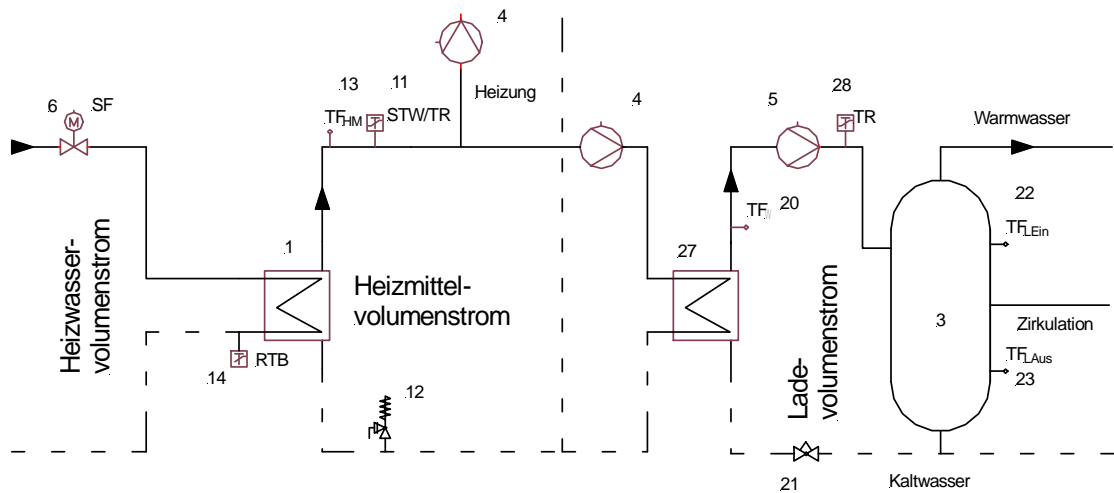 4
13
11
6
SF
M
TF HM
STW/TR
Heizung
4
5
28
TR
Warmwasser
Heizwasser-
volumenstrom
1
Heizmittel-
volumenstrom
RTB
14
12
TF
20
27
Lade-
volumenstrom
22
TF LEin
3
Zirkulation
TF LAus
23
21
Kaltwasser